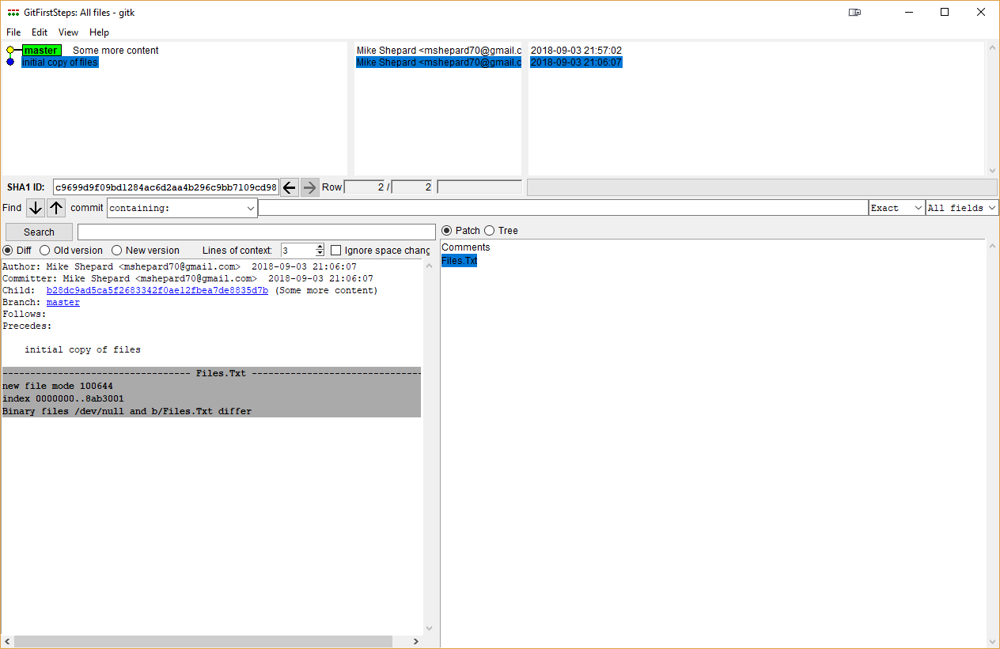 GitFirstSteps: All files - gitk
File Edit View Help
master Some more content Mike Shepard <mshepard70@gmail.c 2018-09-03 21:57:02
initial copy of files Mike Shepard <mshepard70@gmail.c 2018-09-03 21:06:07
SHA1 ID: c9699d9f09bd1284ac6d2aa4b296c9bb7109cd98 Row 2 / 2
Find commit containing: Exact All fields
Search Patch Tree
Diff Old version New version Lines of context: 3 Ignore space chang
Comments
Files.Txt
Author: Mike Shepard <mshepard70@gmail.com> 2018-09-03 21:06:07
Committer: Mike Shepard <mshepard70@gmail.com> 2018-09-03 21:06:07
Child: b28dc9ad5ca5f2683342f0ae12fbea7de8835d7b (Some more content)
Branch: master
Follows:
Precedes:
initial copy of files
---------------------------------- Files.Txt -------------------------------
new file mode 100644
index 0000000..8ab3001
Binary files /dev/null and b/Files.Txt differ